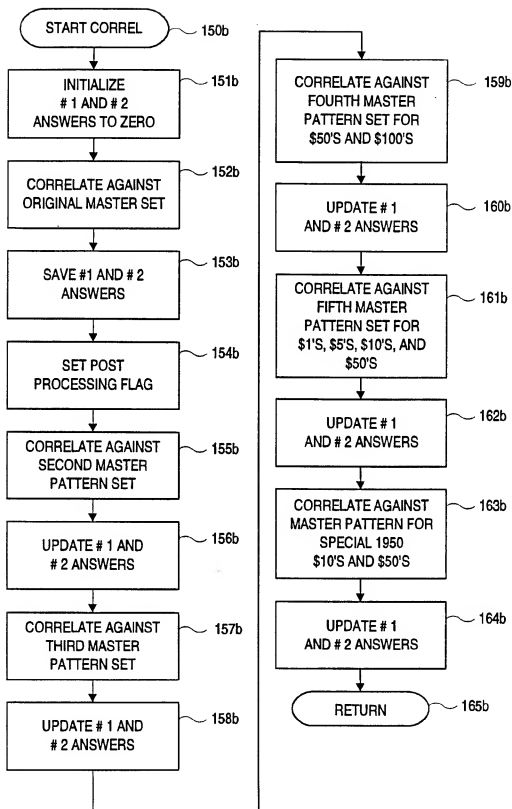 START CORREL
150b
INITIALIZE
# 1 AND # 2
ANSWERS TO ZERO
151b
CORRELATE AGAINST
ORIGINAL MASTER SET
152b
SAVE #1 AND # 2
ANSWERS
153b
SET POST
PROCESSING FLAG
154b
CORRELATE AGAINST
SECOND MASTER
PATTERN SET
155b
UPDATE # 1 AND
# 2 ANSWERS
156b
CORRELATE AGAINST
THIRD MASTER
PATTERN SET
157b
UPDATE # 1 AND
# 2 ANSWERS
158b
CORRELATE AGAINST
FOURTH MASTER
PATTERN SET FOR
$50'S AND $100'S
159b
UPDATE # 1
AND # 2 ANSWERS
160b
CORRELATE AGAINST
FIFTH MASTER
PATTERN SET FOR
$1'S, $5'S, $10'S, AND
$50'S
161b
UPDATE # 1
AND # 2 ANSWERS
162b
CORRELATE AGAINST
MASTER PATTERN FOR
SPECIAL 1950
$10'S AND $50'S
163b
UPDATE # 1
AND # 2 ANSWERS
164b
RETURN
165b